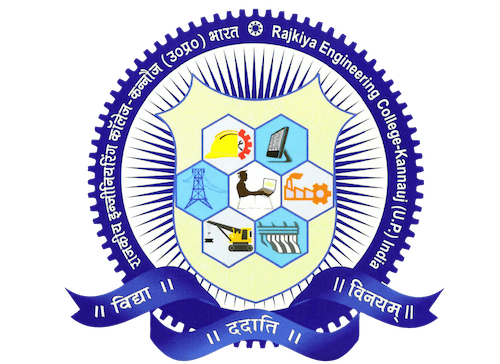 राजकीय इन्जीनियरिंग कॉलेज-कन्नौज (उ०प्र०) भारत
Rajkiya Engineering College-Kannauj (U.P.) India
॥ विद्या ॥
ददाति
॥ विनयम् ॥